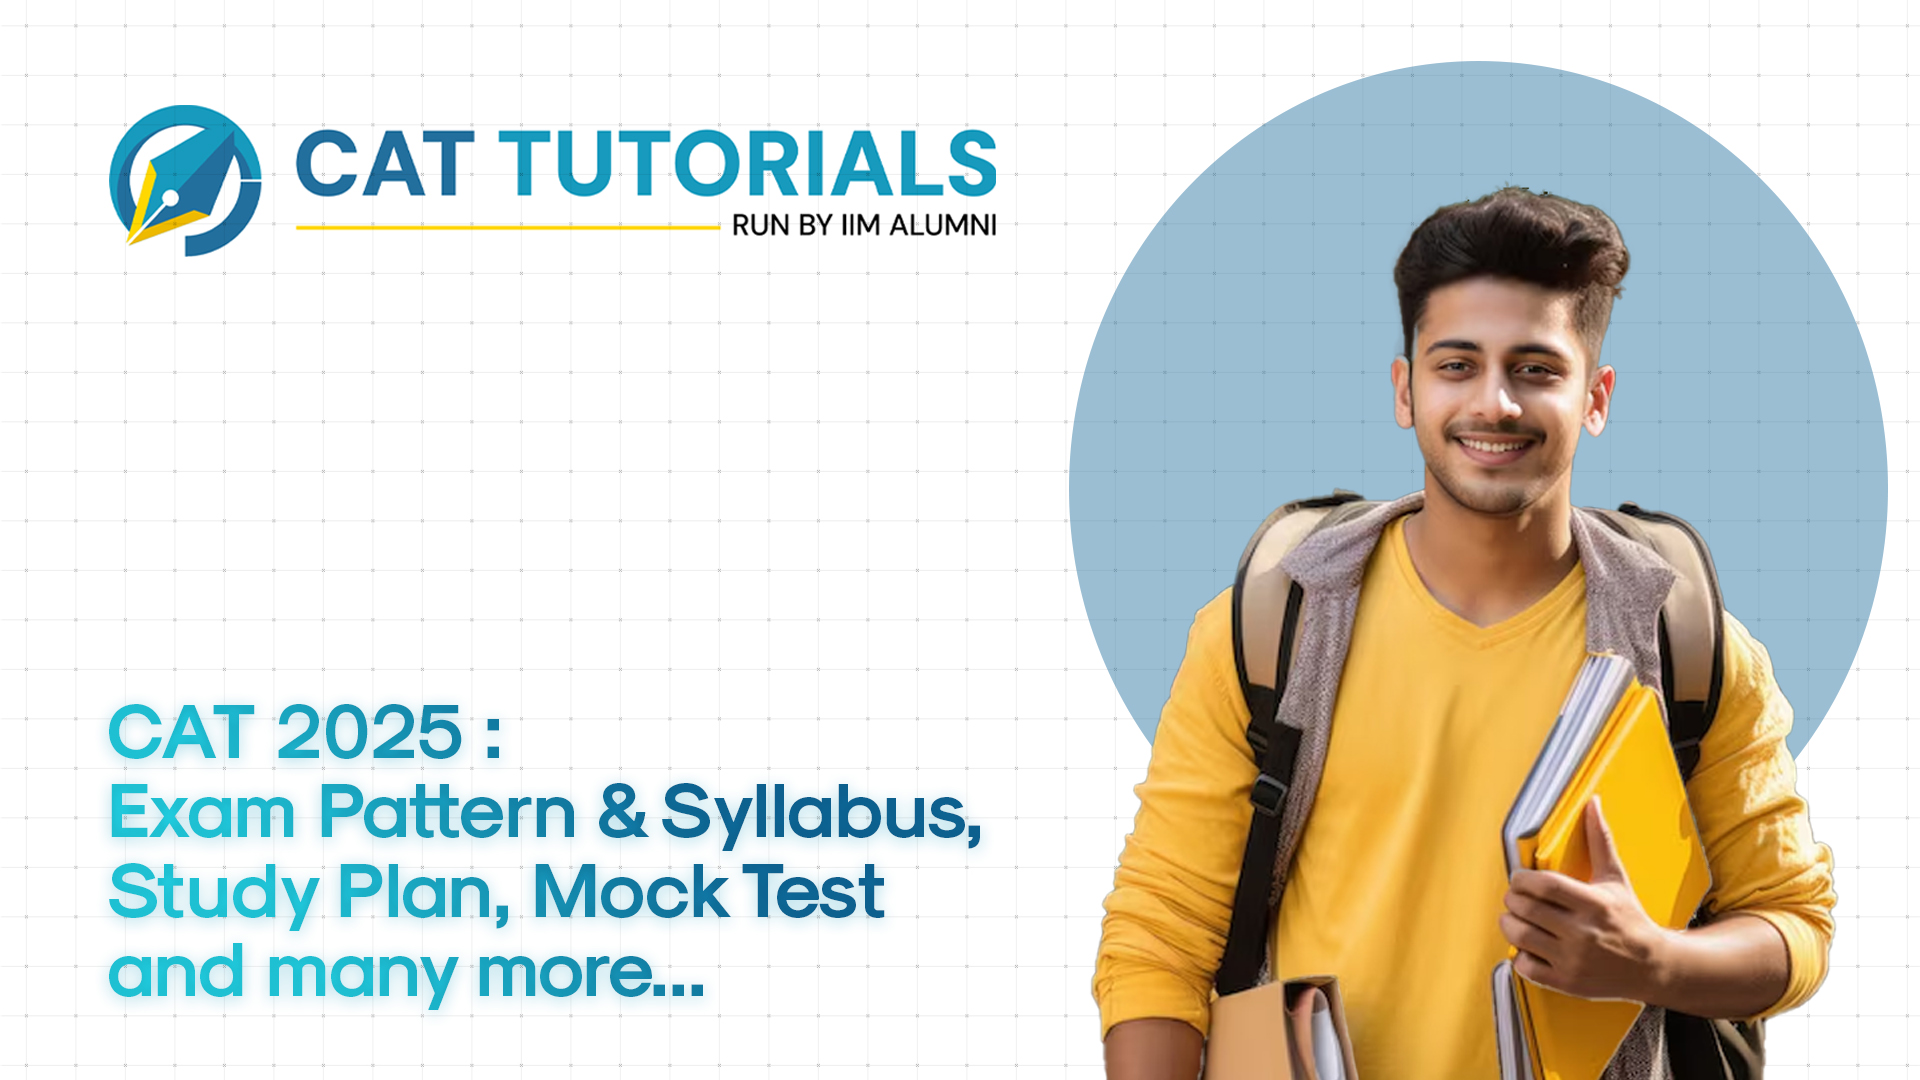 CAT TUTORIALS
RUN BY IIM ALUMNI
CAT 2025 :
Exam Pattern & Syllabus,
Study Plan, Mock Test
and many more...